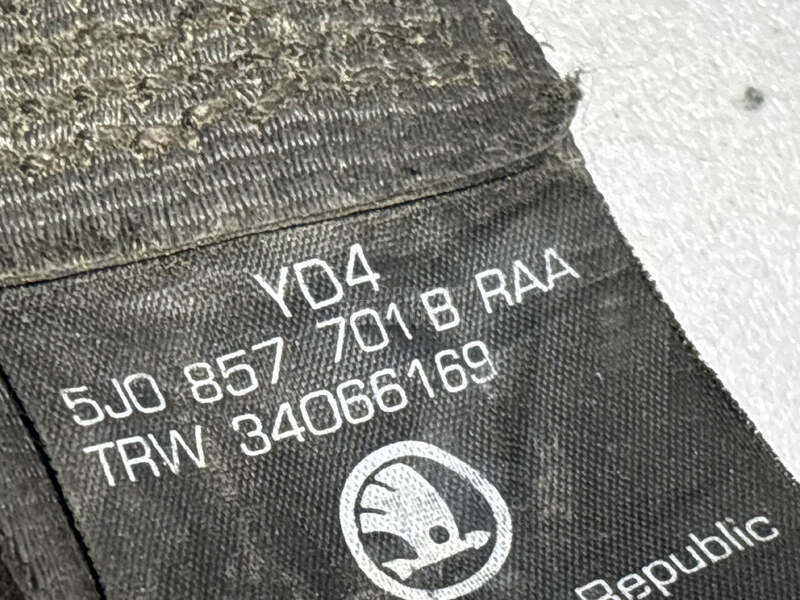 YD4
5J0 857 701 B RAA
TRW 34066169
Republic